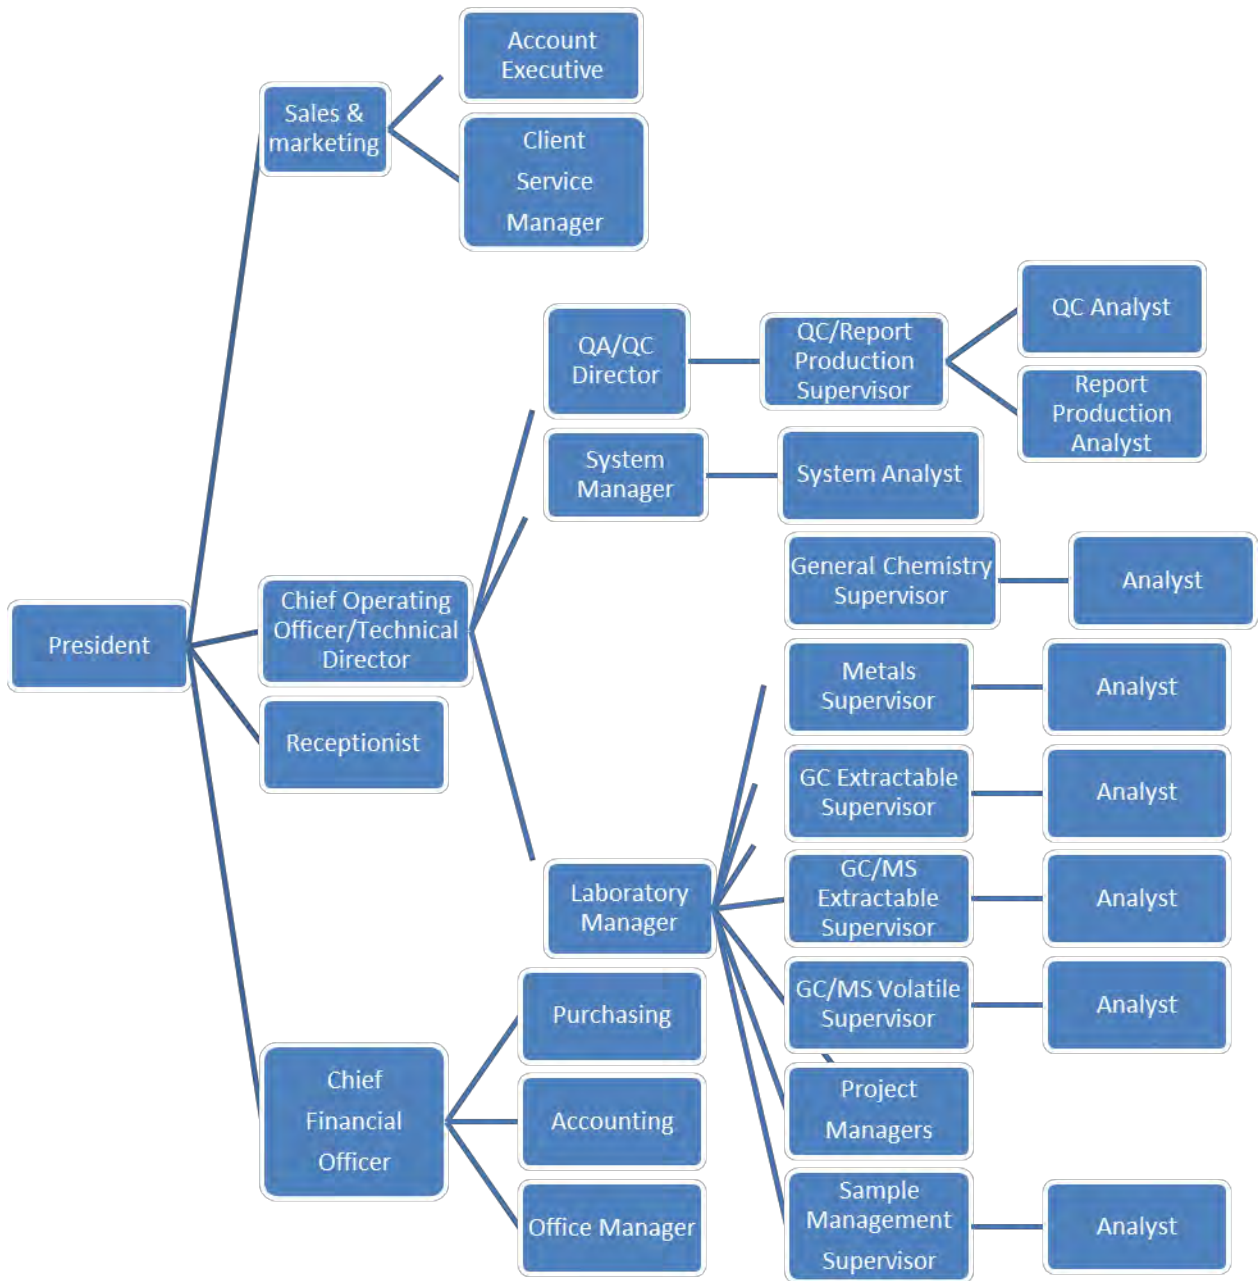 Account
Executive
Sales &
marketing
Client
Service
Manager
QA/QC
Director
QC/Report
Production
Supervisor
QC Analyst
Report
Production
Analyst
System
Manager
System Analyst
General Chemistry
Supervisor
Analyst
President
Chief Operating
Officer/Technical
Director
Receptionist
Metals
Supervisor
Analyst
GC Extractable
Supervisor
Analyst
Laboratory
Manager
GC/MS
Extractable
Supervisor
Analyst
GC/MS Volatile
Supervisor
Analyst
Project
Managers
Sample
Management
Supervisor
Analyst
Chief
Financial
Officer
Purchasing
Accounting
Office Manager